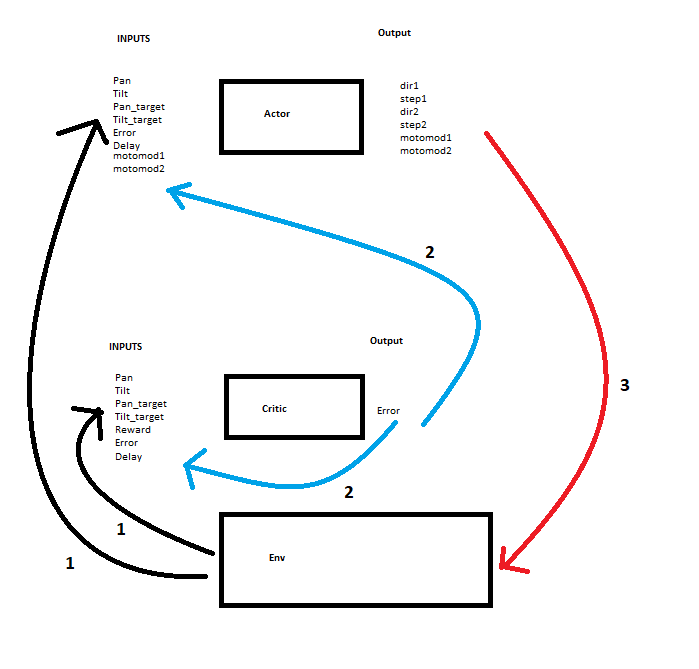 INPUTS
Output
Pan
Tilt
Pan_target
Tilt_target
Error
Delay
motomod1
motomod2
Actor
dir1
step1
dir2
step2
motomod1
motomod2
2
3
INPUTS
Output
Pan
Tilt
Pan_target
Tilt_target
Reward
Error
Delay
Critic
Error
2
1
1
Env